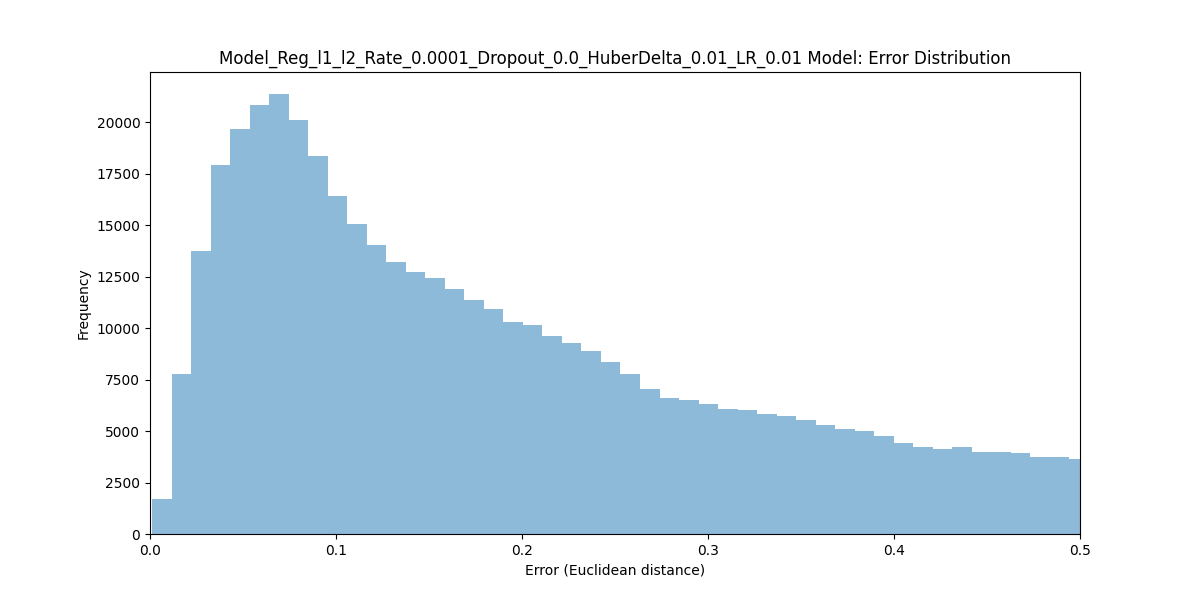 Model_Reg_l1_l2_Rate_0.0001_Dropout_0.0_HuberDelta_0.01_LR_0.01 Model: Error Distribution
Frequency
20000
17500
15000
12500
10000
7500
5000
2500
0
0.0 0.1 0.2 0.3 0.4 0.5
Error (Euclidean distance)